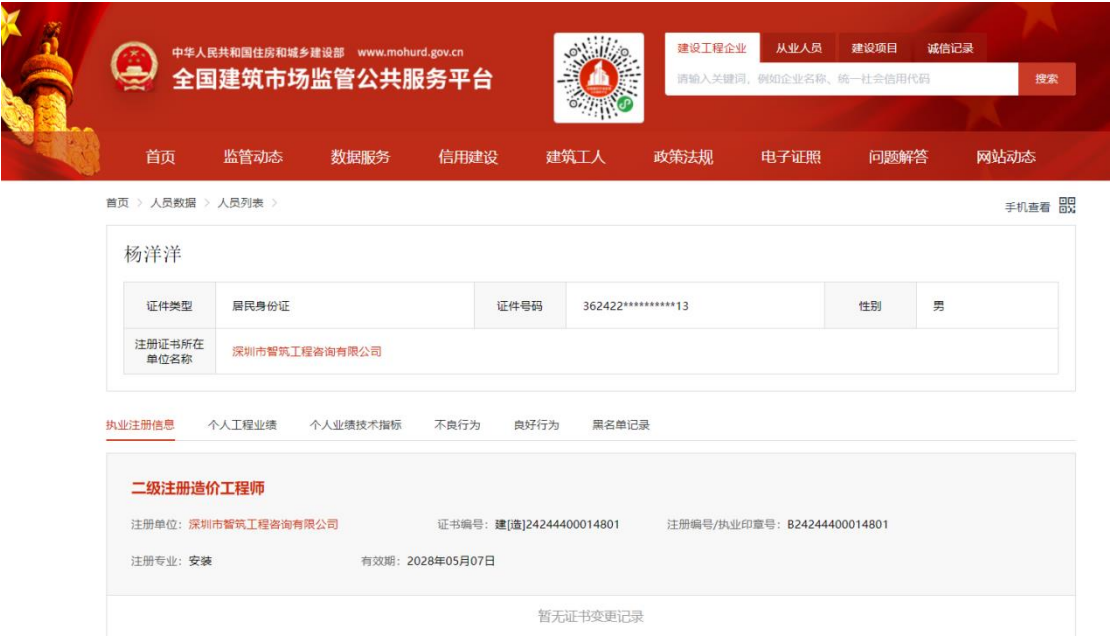 中华人民共和国住房和城乡建设部 www.mohurd.gov.cn
全国建筑市场监管公共服务平台
建设工程企业 从业人员 建设项目 诚信记录
请输入关键词，例如企业名称、统一社会信用代码 搜索
首页 监管动态 数据服务 信用建设 建筑工人 政策法规 电子证照 问题解答 网站动态
首页 > 人员数据 > 人员列表 >
手机查看
杨洋洋
证件类型 居民身份证 证件号码 362422**********13 性别 男
注册证书所在
单位名称
深圳市智筑工程咨询有限公司
执业注册信息 个人工程业绩 个人业绩技术指标 不良行为 良好行为 黑名单记录
二级注册造价工程师
注册单位：深圳市智筑工程咨询有限公司 证书编号：建[造]24244400014801 注册编号/执业印章号：B24244400014801
注册专业：安装 有效期：2028年05月07日
暂无证书变更记录